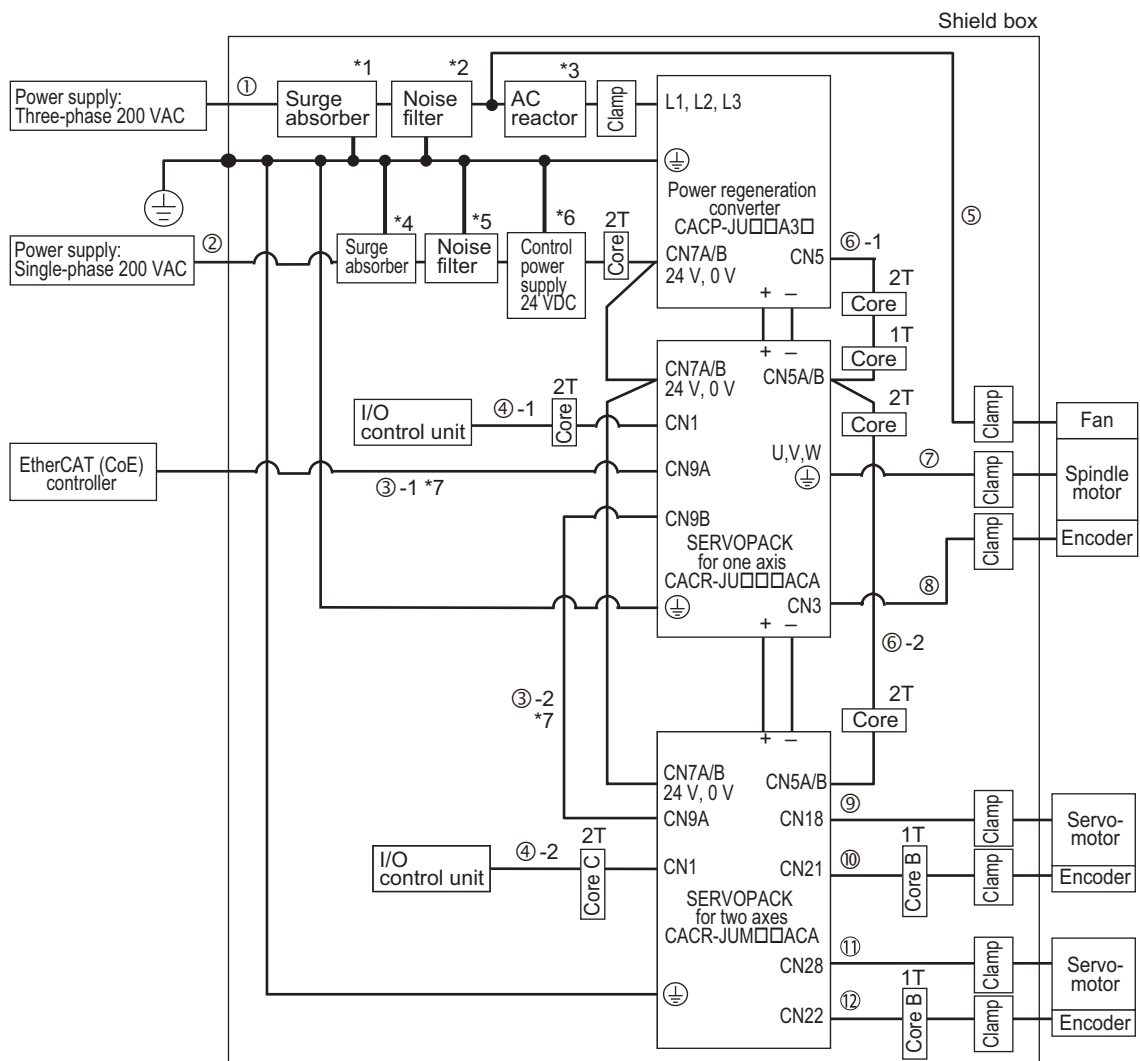 Shield box
Power supply:
Three-phase 200 VAC
①
*1
Surge
absorber
*2
Noise
filter
*3
AC
reactor
Clamp
L1, L2, L3
Power regeneration
converter
CACP-JU□□A3□
CN7A/B
24 V, 0 V
CN5
+ –
Power supply:
Single-phase 200 VAC
②
*4
Surge
absorber
*5
Noise
filter
*6
Control
power
supply
24 VDC
2T
Core
⑤
⑥-1
2T
Core
1T
Core
2T
Core
+ –
CN7A/B
24 V, 0 V
CN5A/B
I/O
control unit
④-1
2T
Core
CN1
EtherCAT (CoE)
controller
③-1 *7
CN9A
U,V,W
CN9B
SERVOPACK
for one axis
CACR-JU□□□ACA
CN3
+ –
⑦
⑧
Clamp
Fan
Clamp
Spindle
motor
Clamp
Encoder
⑥-2
2T
Core
③-2
*7
+ –
CN7A/B
24 V, 0 V
CN5A/B
CN9A
CN18
I/O
control unit
④-2
2T
Core C
CN1
CN21
SERVOPACK
for two axes
CACR-JUM□□ACA
CN28
CN22
⑨
Clamp
Servo-
motor
⑩
1T
Core B
Clamp
Encoder
⑪
Clamp
Servo-
motor
⑫
1T
Core B
Clamp
Encoder